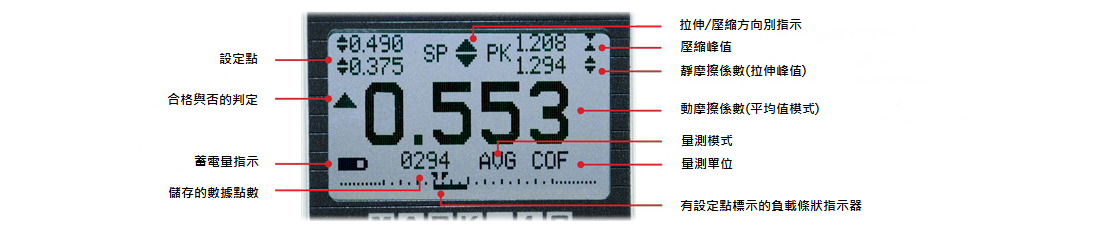 拉伸/壓縮方向別指示
壓縮峰值
靜摩擦係數(拉伸峰值)
動摩擦係數(平均值模式)
量測模式
量測單位
有設定點標示的負載條狀指示器
設定點
合格與否的判定
蓄電量指示
儲存的數據點數
0.490 SP PK 1.208
0.375 1.294
0.553
0294 AVG COF